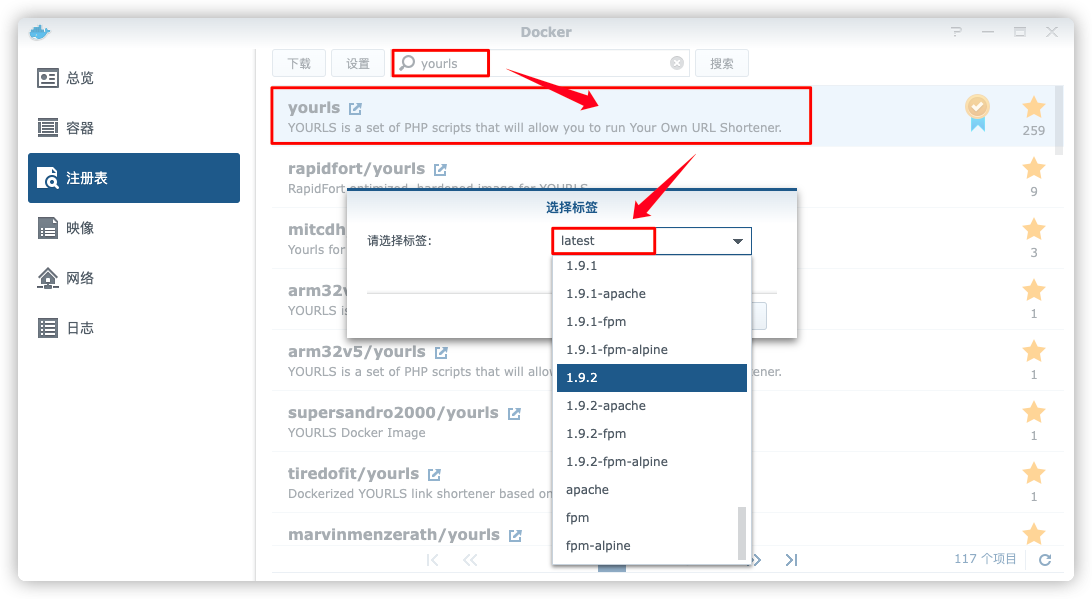 Docker
总览
容器
注册表
映像
网络
日志
下载
设置
yourls
搜索
yourls
YOURLS is a set of PHP scripts that will allow you to run Your Own URL Shortener.
259
rapidfort/yourls
RapidFort optimized, hardened image for YOURLS
9
mitcdh
Yourls for
3
arm32v
YOURLS is
1
arm32v5/yourls
YOURLS is a set of PHP scripts that will allow
ener.
1
supersandro2000/yourls
YOURLS Docker Image
1
tiredofit/yourls
Dockerized YOURLS link shortener based on
1
marvinmenzerath/yourls
选择标签
请选择标签:
latest
1.9.1
1.9.1-apache
1.9.1-fpm
1.9.1-fpm-alpine
1.9.2
1.9.2-apache
1.9.2-fpm
1.9.2-fpm-alpine
apache
fpm
fpm-alpine
117 个项目